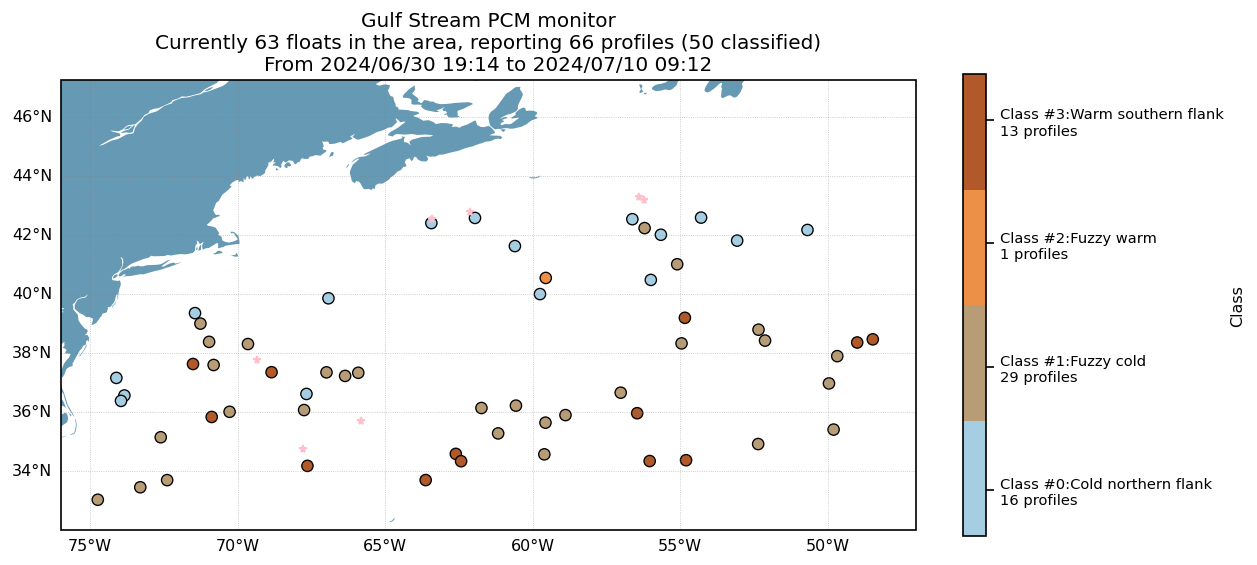 Gulf Stream PCM monitor
Currently 63 floats in the area, reporting 66 profiles (50 classified)
From 2024/06/30 19:14 to 2024/07/10 09:12
46°N
44°N
42°N
40°N
38°N
36°N
34°N
75°W
70°W
65°W
60°W
55°W
50°W
Class #3:Warm southern flank
13 profiles
Class #2:Fuzzy warm
1 profiles
Class #1:Fuzzy cold
29 profiles
Class #0:Cold northern flank
16 profiles
Class